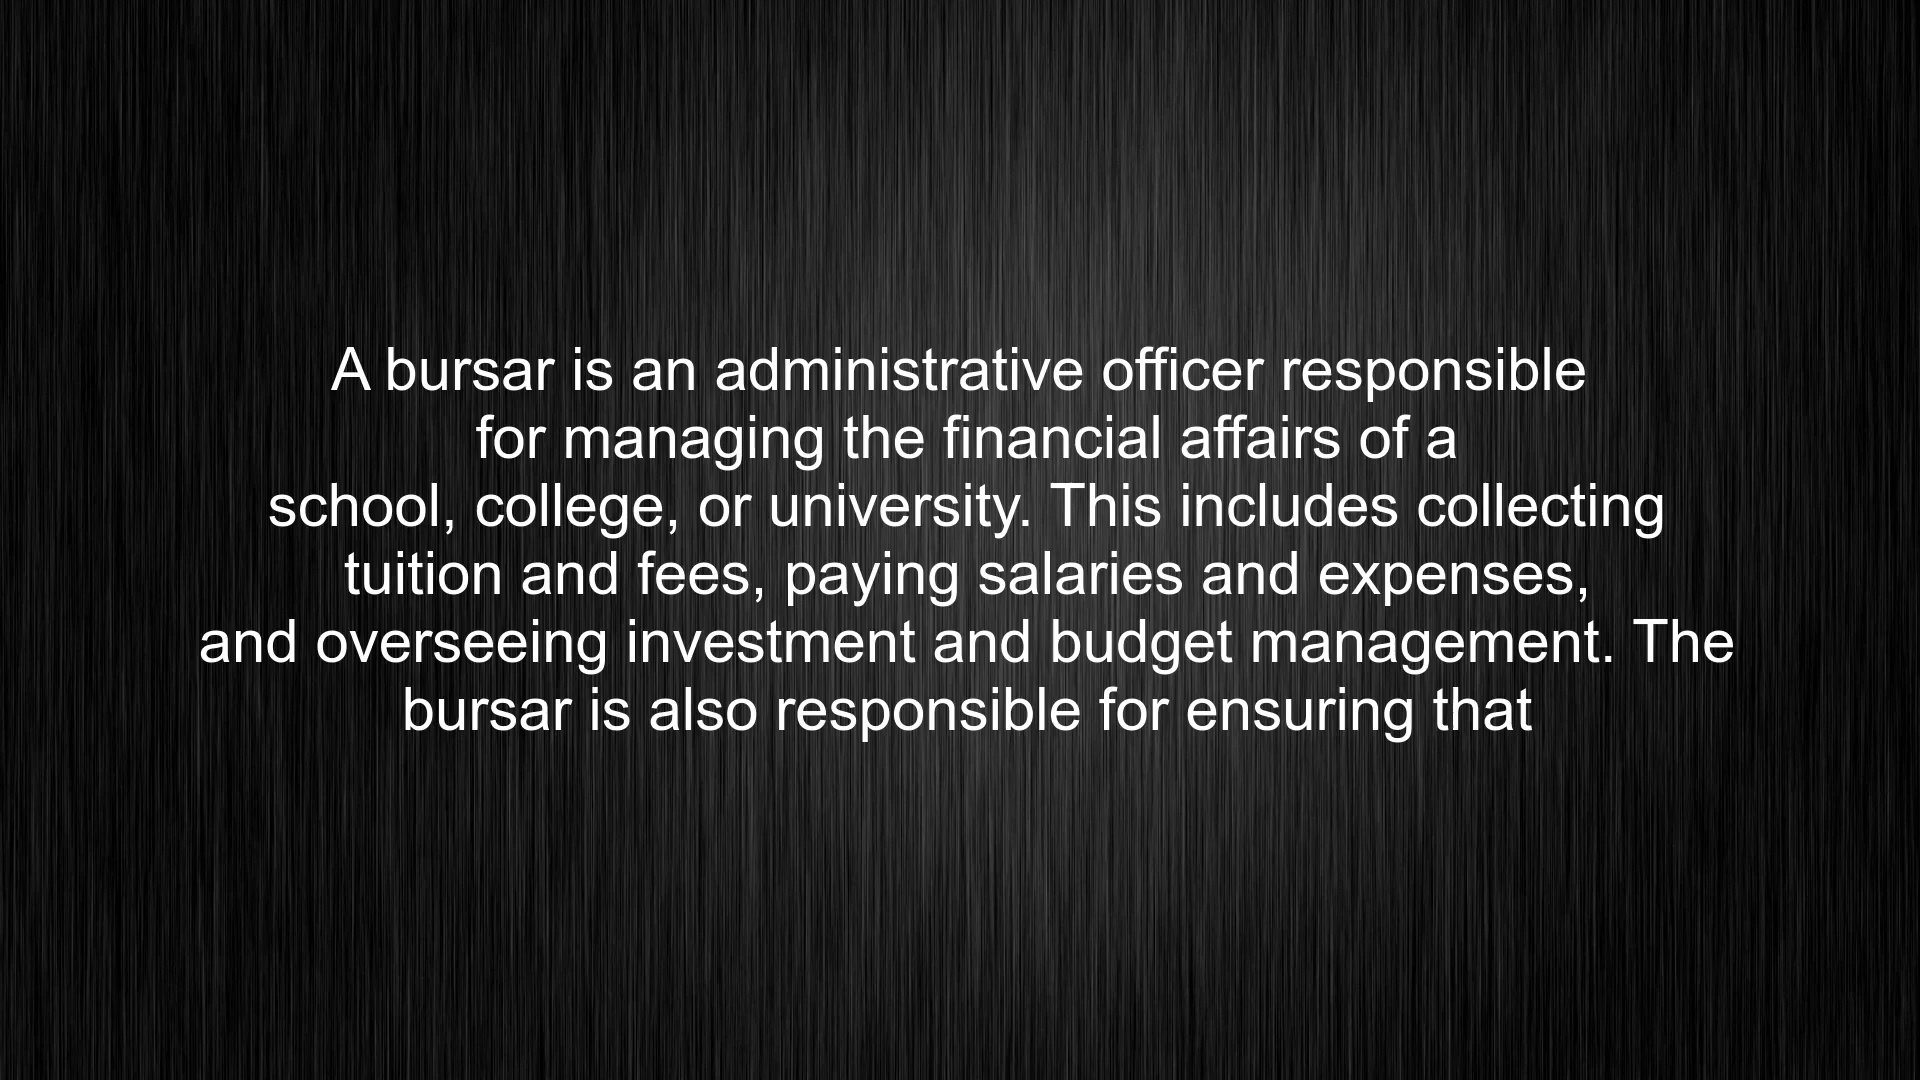 A bursar is an administrative officer responsible
for managing the financial affairs of a
school, college, or university. This includes collecting
tuition and fees, paying salaries and expenses,
and overseeing investment and budget management. The
bursar is also responsible for ensuring that